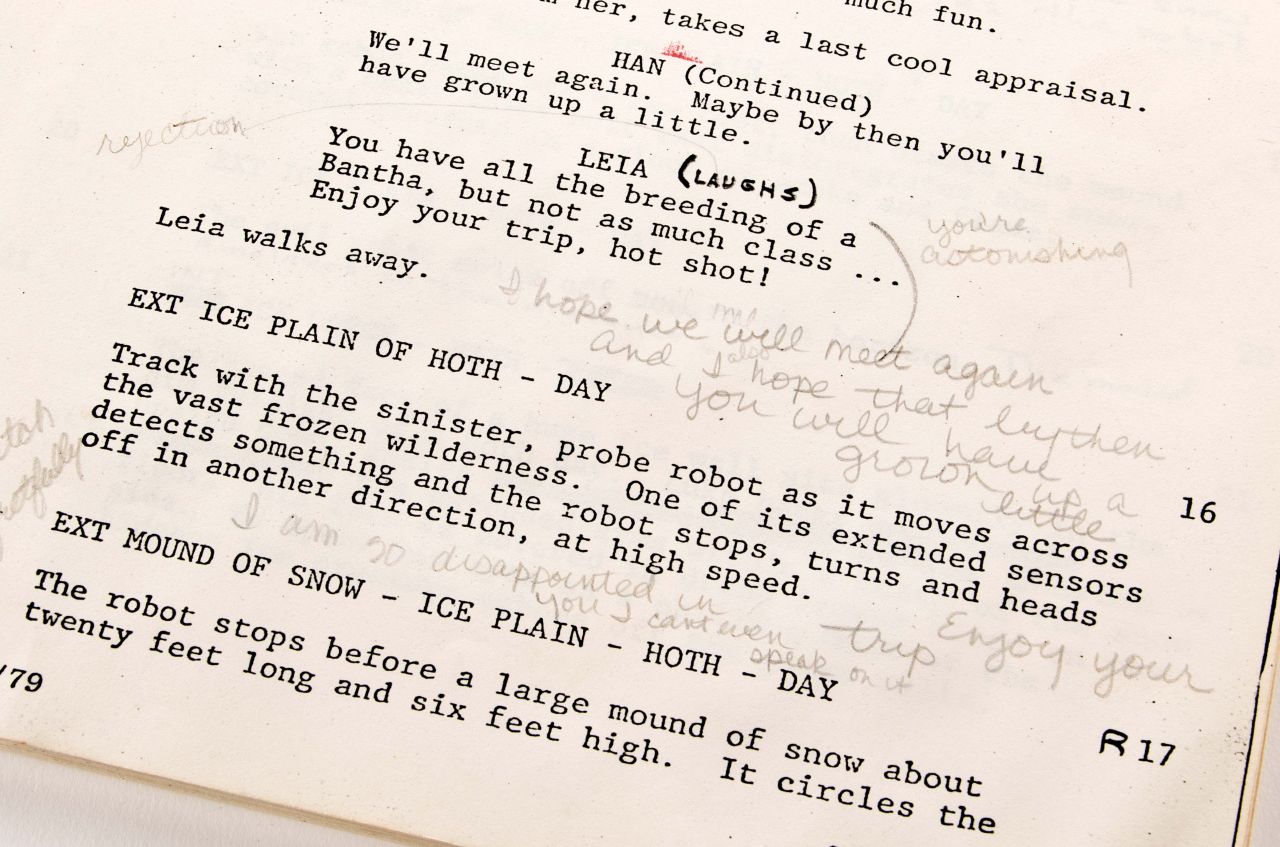 much fun.
her, takes a last cool appraisal.
HAN (Continued)
We'll meet again. Maybe by then you'll
have grown up a little.
rejection
LEIA (LAUGHS)
You have all the breeding of a
Bantha, but not as much class ...
Enjoy your trip, hot shot!
you're
astonishing
Leia walks away.
I hope we will meet again
and I also hope that by then
you will have
grown up a
little
EXT ICE PLAIN OF HOTH - DAY
Track with the sinister, probe robot as it moves across
the vast frozen wilderness. One of its extended sensors
detects something and the robot stops, turns and heads
off in another direction, at high speed.
16
I am so disappointed in
you I cant even
speak on it
Enjoy your
trip
EXT MOUND OF SNOW - ICE PLAIN - HOTH - DAY
R 17
The robot stops before a large mound of snow about
twenty feet long and six feet high. It circles the
/79